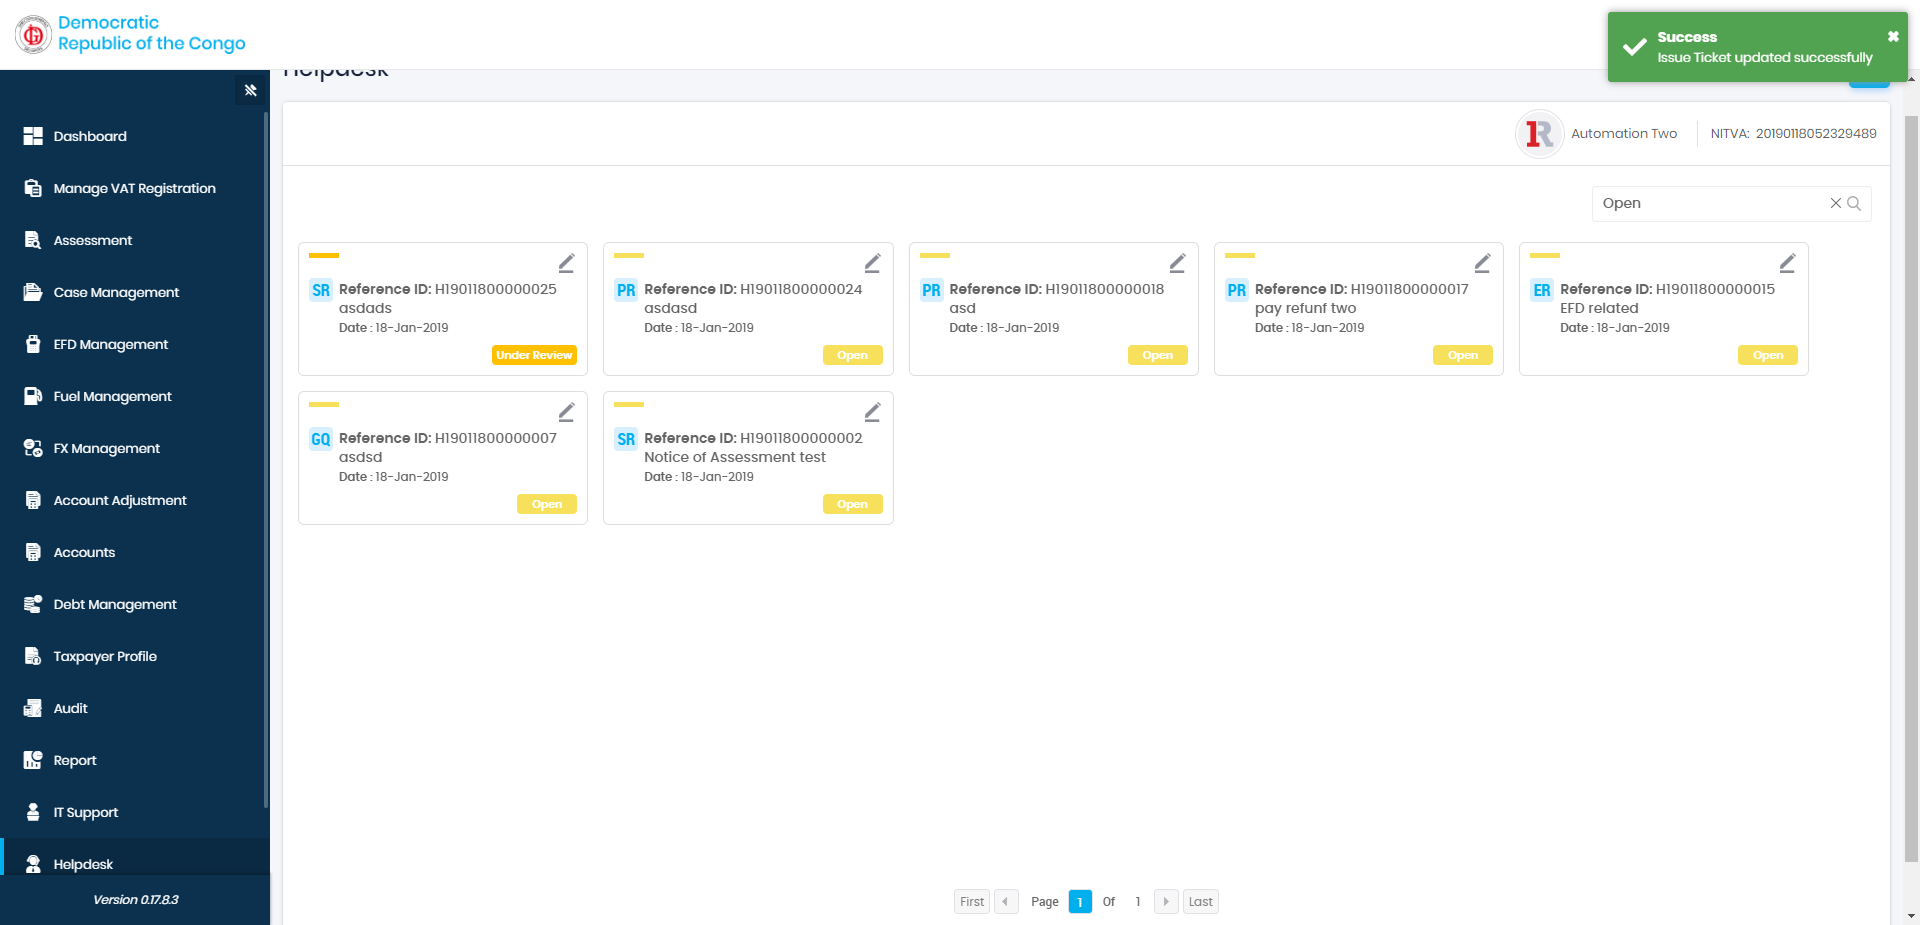 Democratic
Republic of the Congo
Success
Issue Ticket updated successfully
Helpdesk
Automation Two
NITVA: 20190118052329489
Open
Dashboard
Manage VAT Registration
Assessment
Case Management
EFD Management
Fuel Management
FX Management
Account Adjustment
Accounts
Debt Management
Taxpayer Profile
Audit
Report
IT Support
Helpdesk
Version 0.17.8.3
SR Reference ID: H19011800000025
asdads
Date : 18-Jan-2019
Under Review
PR Reference ID: H19011800000024
asdasd
Date : 18-Jan-2019
Open
PR Reference ID: H19011800000018
asd
Date : 18-Jan-2019
Open
PR Reference ID: H19011800000017
pay refunf two
Date : 18-Jan-2019
Open
ER Reference ID: H19011800000015
EFD related
Date : 18-Jan-2019
Open
GQ Reference ID: H19011800000007
asdsd
Date : 18-Jan-2019
Open
SR Reference ID: H19011800000002
Notice of Assessment test
Date : 18-Jan-2019
Open
First Page 1 Of 1 Last